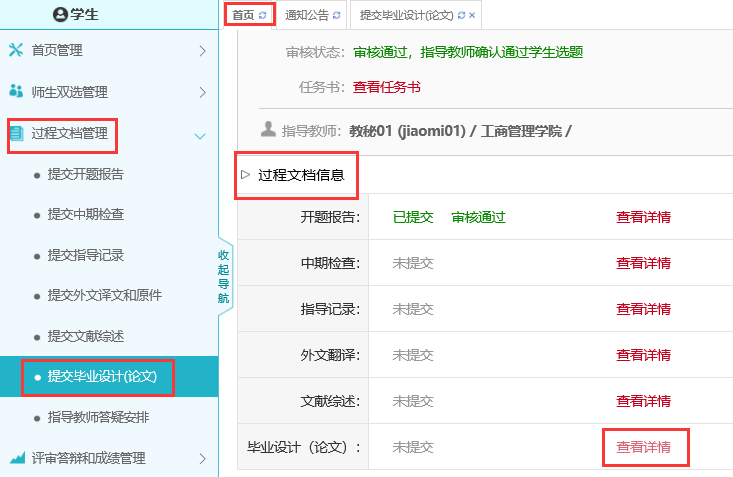 学生
首页管理
师生双选管理
过程文档管理
提交开题报告
提交中期检查
提交指导记录
提交外文译文和原件
提交文献综述
提交毕业设计(论文)
指导教师答疑安排
评审答辩和成绩管理
收起导航
首页 通知公告 提交毕业设计(论文)
审核状态： 审核通过，指导教师确认通过学生选题
任务书： 查看任务书
指导教师： 教秘01 (jiaomi01) / 工商管理学院 /
过程文档信息
开题报告： 已提交 审核通过 查看详情
中期检查： 未提交 查看详情
指导记录： 未提交 查看详情
外文翻译： 未提交 查看详情
文献综述： 未提交 查看详情
毕业设计（论文）： 未提交 查看详情